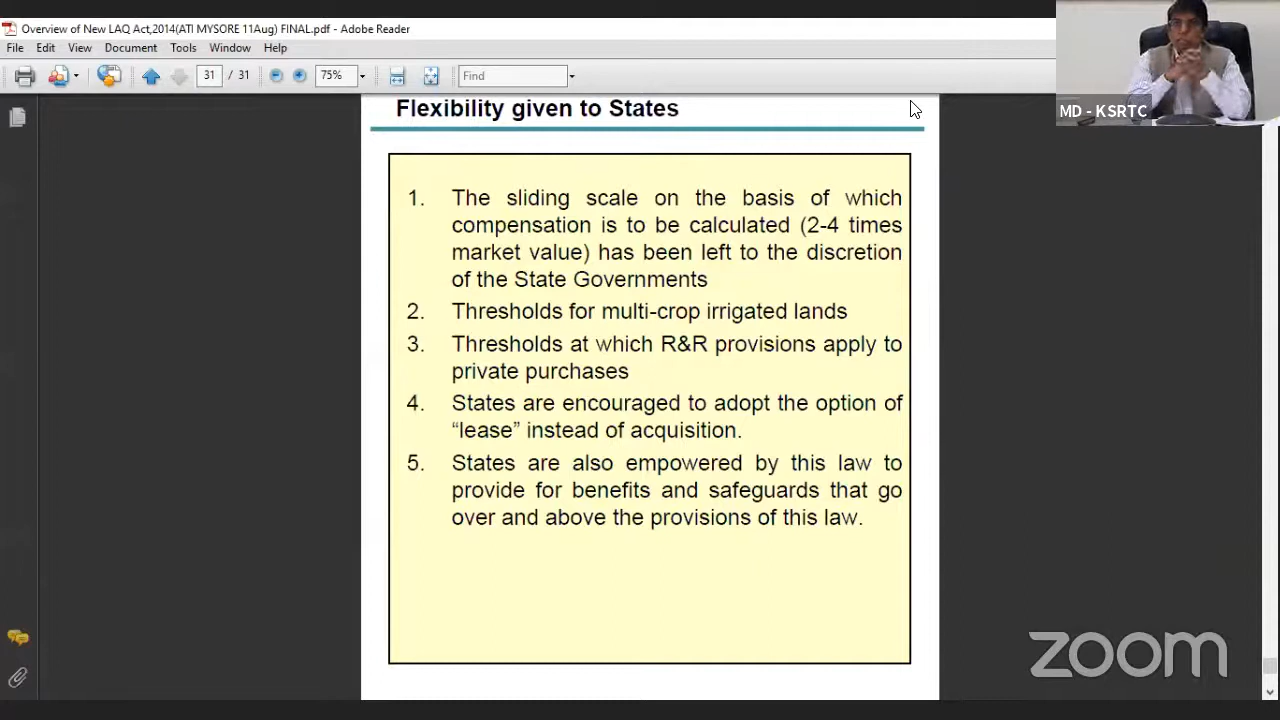 Overview of New LAQ Act,2014(ATI MYSORE 11Aug) FINAL.pdf - Adobe Reader
File Edit View Document Tools Window Help
31 / 31 75% Find
MD - KSRTC
Flexibility given to States
1. The sliding scale on the basis of which
compensation is to be calculated (2-4 times
market value) has been left to the discretion
of the State Governments
2. Thresholds for multi-crop irrigated lands
3. Thresholds at which R&R provisions apply to
private purchases
4. States are encouraged to adopt the option of
“lease” instead of acquisition.
5. States are also empowered by this law to
provide for benefits and safeguards that go
over and above the provisions of this law.
zoom